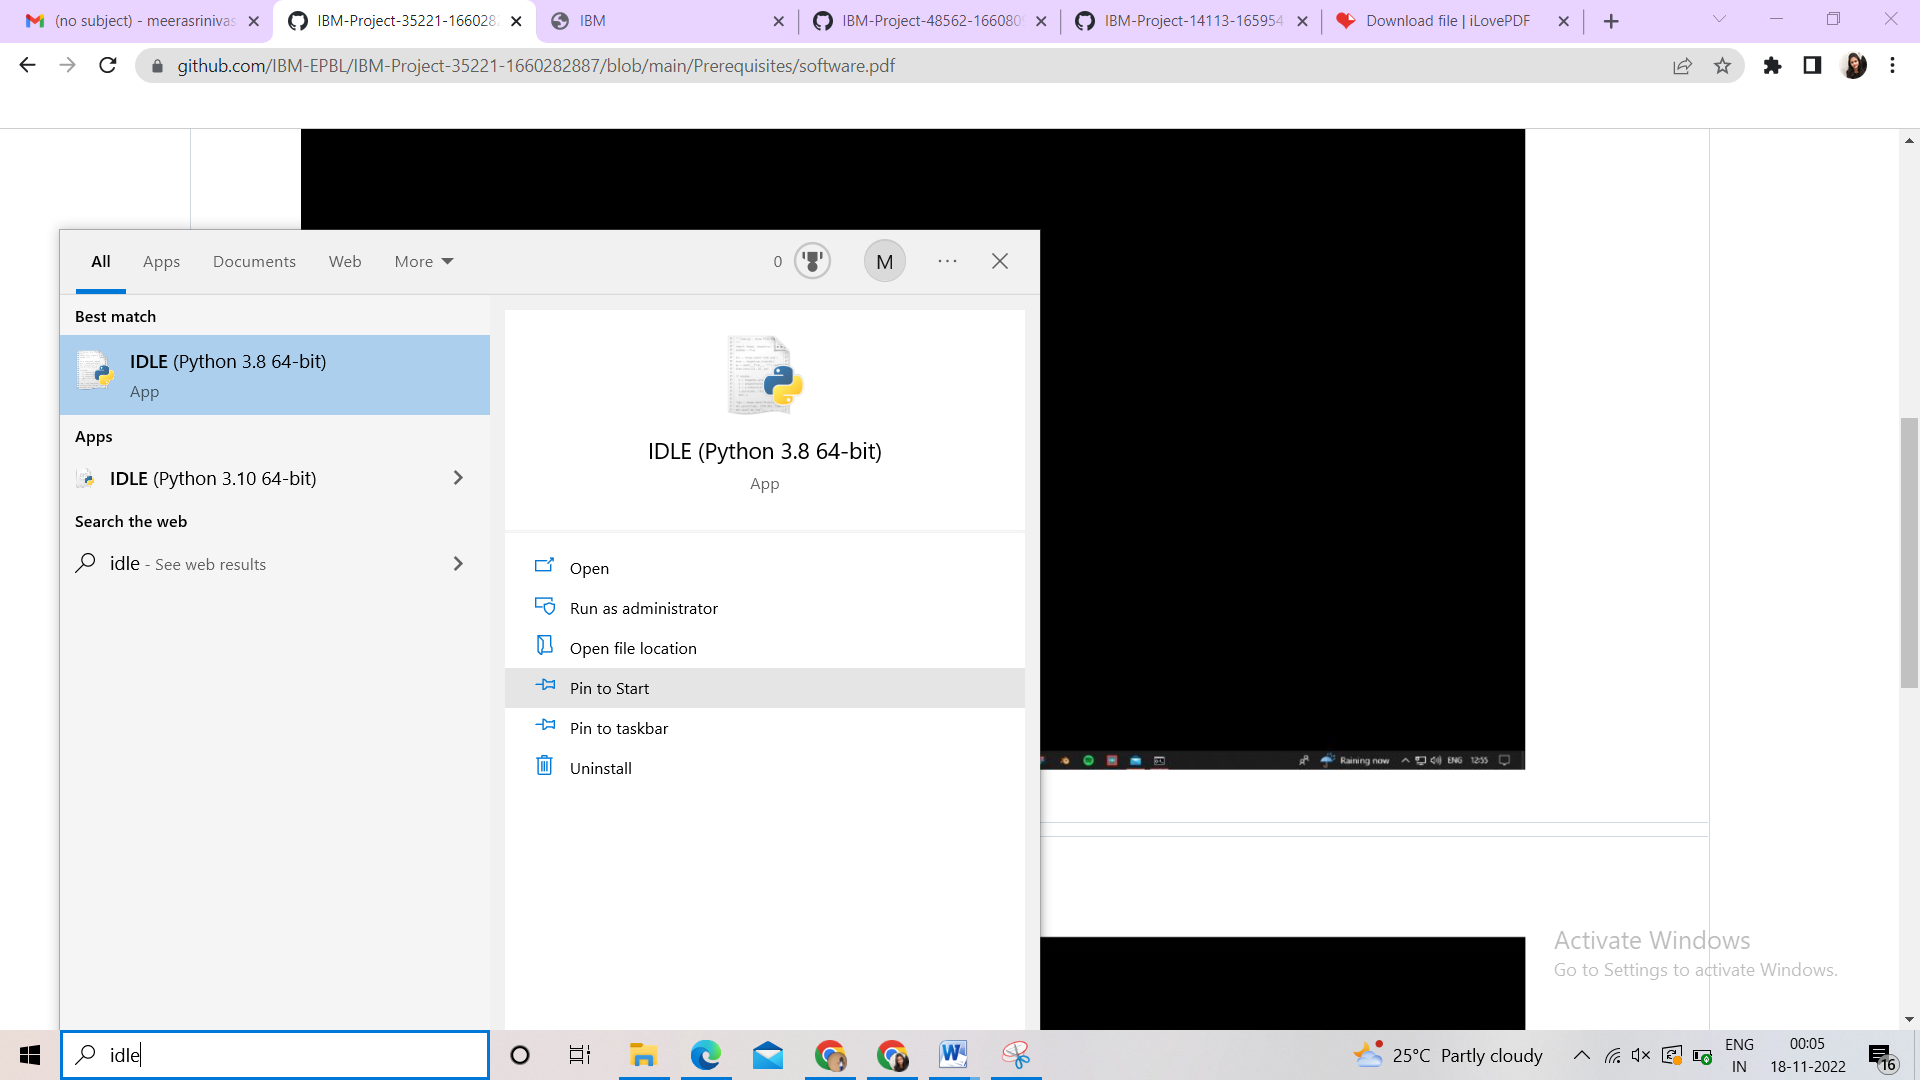 (no subject) - meerasrinivas
IBM-Project-35221-166028
IBM
IBM-Project-48562-166080
IBM-Project-14113-165954
Download file | iLovePDF
github.com/IBM-EPBL/IBM-Project-35221-1660282887/blob/main/Prerequisites/software.pdf
All
Apps
Documents
Web
More
0
M
Best match
IDLE (Python 3.8 64-bit)
App
Apps
IDLE (Python 3.10 64-bit)
Search the web
idle - See web results
IDLE (Python 3.8 64-bit)
App
Open
Run as administrator
Open file location
Pin to Start
Pin to taskbar
Uninstall
Raining now
ENG
12:55
Activate Windows
Go to Settings to activate Windows.
idle
25°C Partly cloudy
ENG
IN
00:05
18-11-2022
16